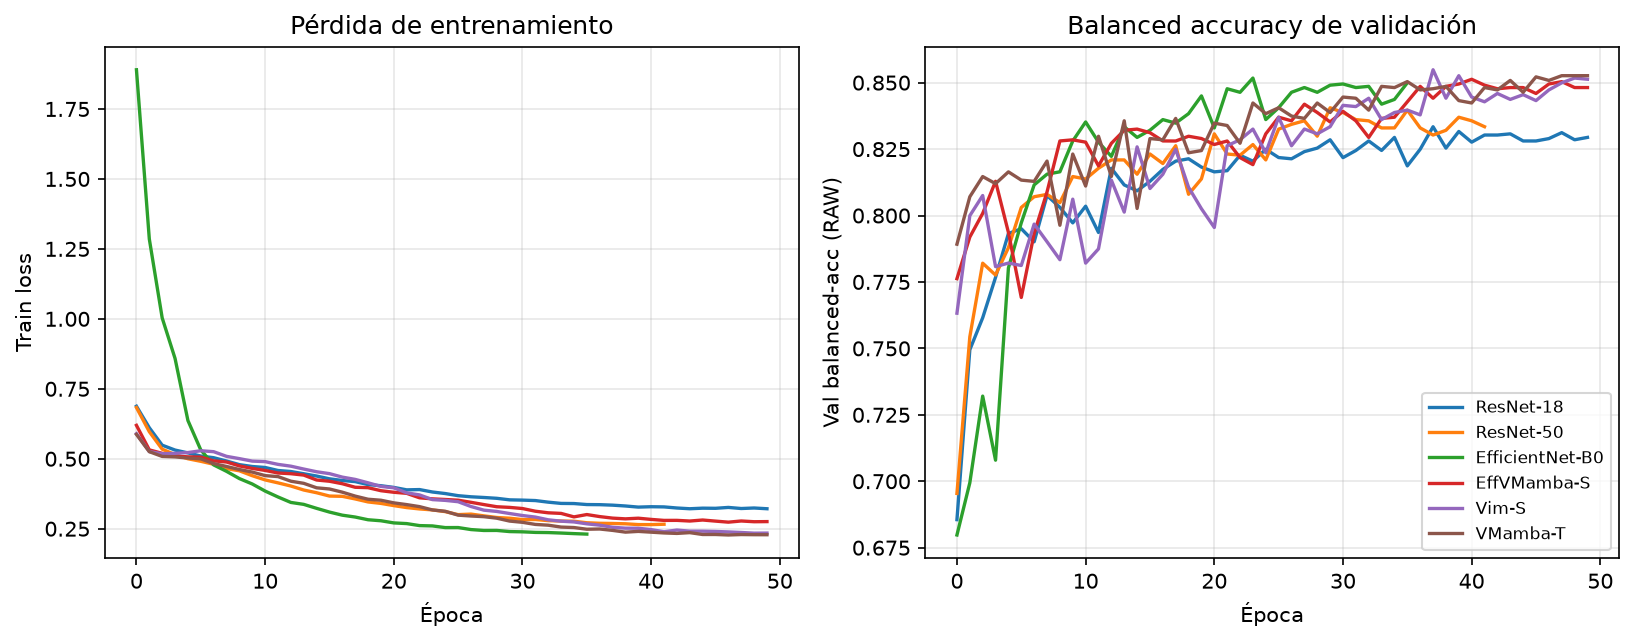 Pérdida de entrenamiento
Train loss
1.75
1.50
1.25
1.00
0.75
0.50
0.25
0
10
20
30
40
50
Época
Balanced accuracy de validación
Val balanced-acc (RAW)
0.850
0.825
0.800
0.775
0.750
0.725
0.700
0.675
ResNet-18
ResNet-50
EfficientNet-B0
EffVMamba-S
Vim-S
VMamba-T
0
10
20
30
40
50
Época